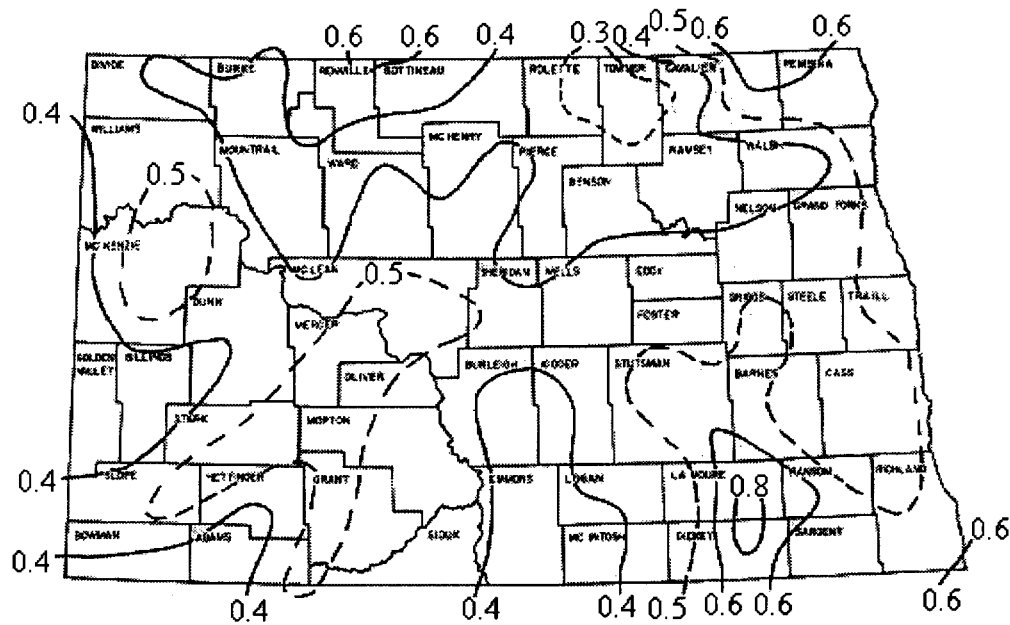 0.6 0.6 0.4 0.3 0.4 0.5 0.6 0.6
DIVIDE BURKE RENVILLE BOTTINEAU ROLETTE TOWNER CAVALIER PEMBINA
0.4
WILLIAMS MOUNTRAIL WARD MC HENRY PIERCE BENSON RAMSEY WALSH
0.5
NELSON GRAND FORKS
MC KENZIE DUNN MC LEAN 0.5 SHERIDAN WELLS EDDY
MERCER FOSTER GRIGGS STEELE TRAILL
GOLDEN VALLEY BILLINGS OLIVER BURLEIGH KIDDER STUTSMAN BARNES CASS
STARK MORTON
0.4 SLOPE HETTINGER GRANT EMMONS LOGAN LA MOURE RANSOM RICHLAND
0.8
BOWMAN ADAMS SIOUX MC INTOSH DICKEY SARGENT
0.4 0.6
0.4 0.4 0.4 0.5 0.6 0.6 0.6